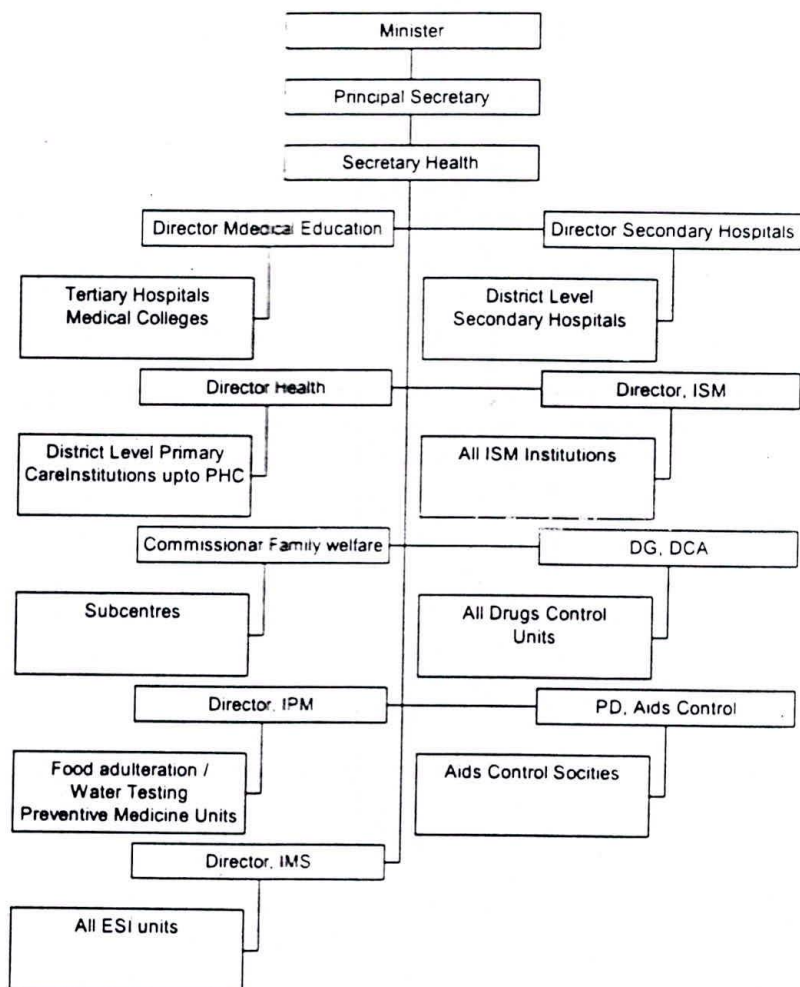 Minister
Principal Secretary
Secretary Health
Director Mdedical Education
Director Secondary Hospitals
Tertiary Hospitals
Medical Colleges
District Level
Secondary Hospitals
Director Health
Director, ISM
District Level Primary
CareInstitutions upto PHC
All ISM Institutions
Commissionar Family welfare
DG, DCA
Subcentres
All Drugs Control
Units
Director, IPM
PD, Aids Control
Food adulteration /
Water Testing
Preventive Medicine Units
Aids Control Socities
Director, IMS
All ESI units